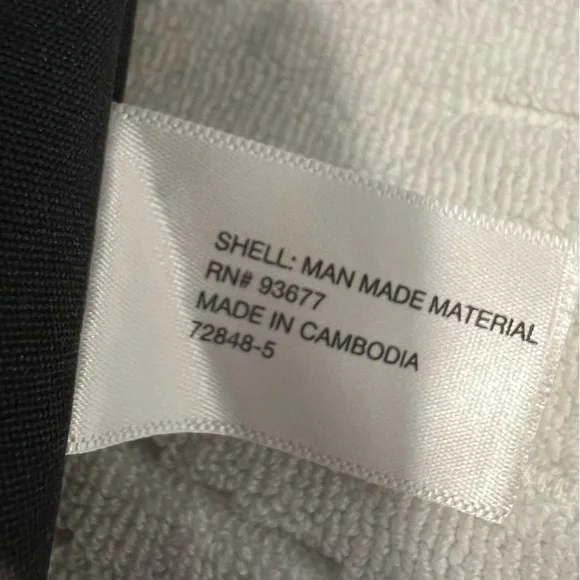 SHELL: MAN MADE MATERIAL
RN# 93677
MADE IN CAMBODIA
72848-5